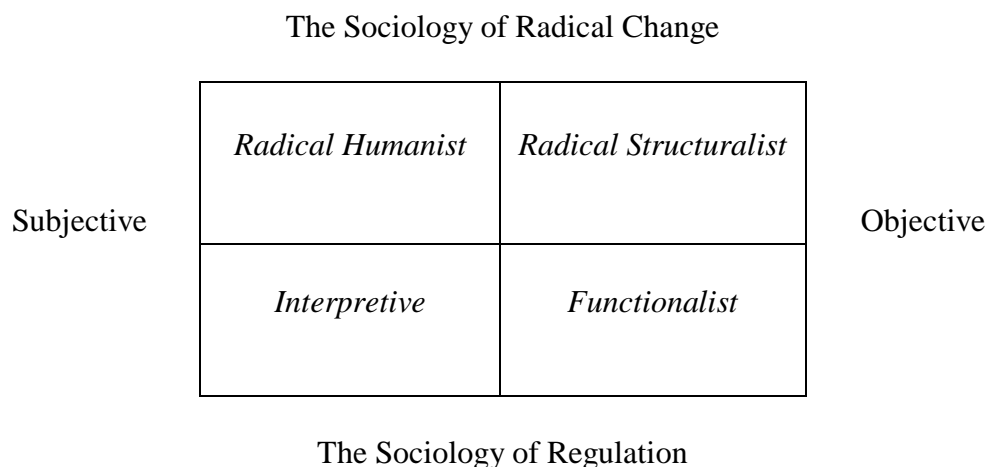 The Sociology of Radical Change
Radical Humanist
Radical Structuralist
Subjective
Objective
Interpretive
Functionalist
The Sociology of Regulation